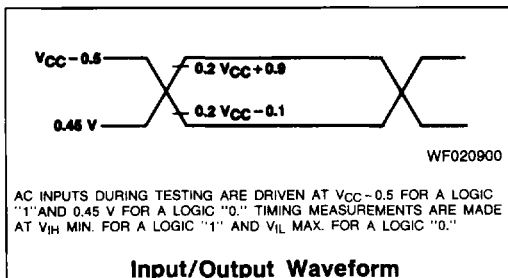 VCC-0.5
0.2 VCC+0.9
0.2 VCC-0.1
0.45 V
WF020900
AC INPUTS DURING TESTING ARE DRIVEN AT VCC-0.5 FOR A LOGIC
"1"AND 0.45 V FOR A LOGIC "0." TIMING MEASUREMENTS ARE MADE
AT VIH MIN. FOR A LOGIC "1" AND VIL MAX. FOR A LOGIC "0."
Input/Output Waveform